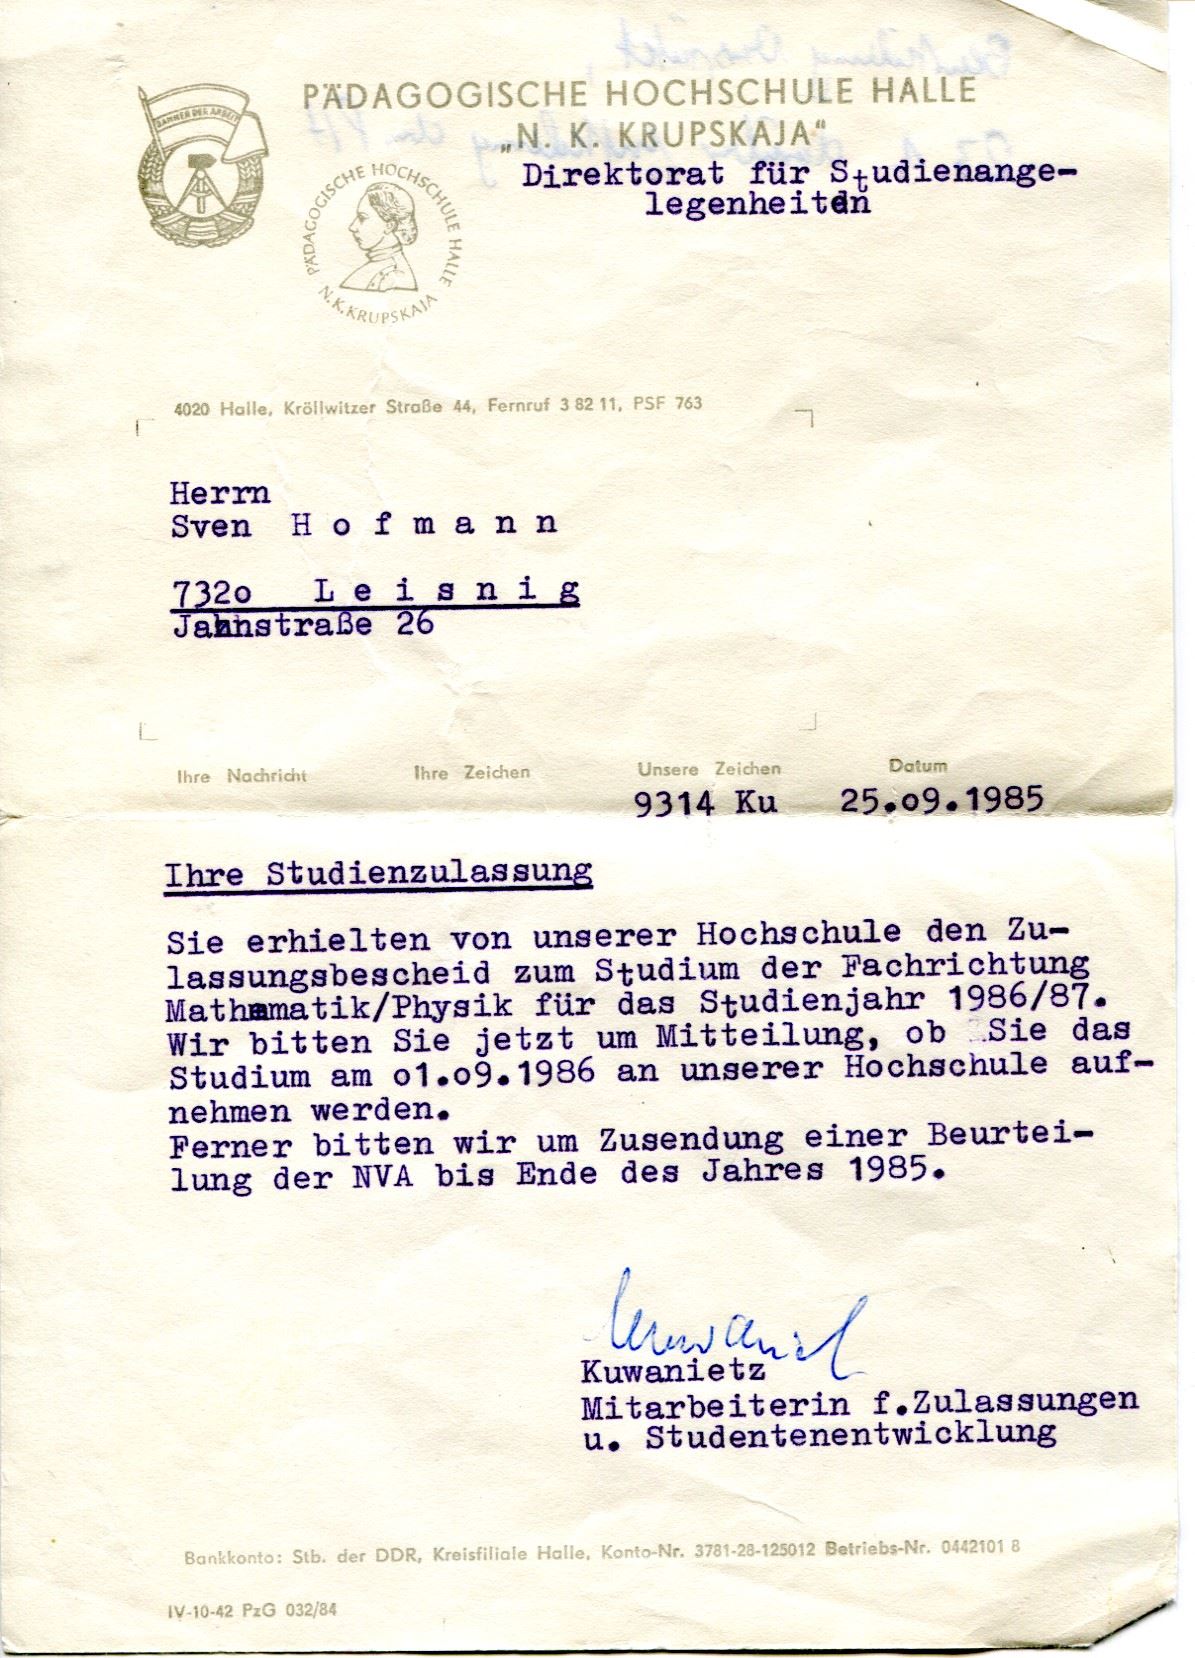 PÄDAGOGISCHE HOCHSCHULE HALLE
„N. K. KRUPSKAJA“
BANNER DER ARBEIT
PÄDAGOGISCHE HOCHSCHULE HALLE
N.K.KRUPSKAJA
Direktorat für Studienange-
legenheiten
4020 Halle, Kröllwitzer Straße 44, Fernruf 3 82 11, PSF 763
Herrn
Sven H o f m a n n
732o L e i s n i g
Jahnstraße 26
Ihre Nachricht Ihre Zeichen Unsere Zeichen Datum
9314 Ku 25.o9.1985
Ihre Studienzulassung
Sie erhielten von unserer Hochschule den Zu-
lassungsbescheid zum Studium der Fachrichtung
Mathematik/Physik für das Studienjahr 1986/87.
Wir bitten Sie jetzt um Mitteilung, ob Sie das
Studium am o1.o9.1986 an unserer Hochschule auf-
nehmen werden.
Ferner bitten wir um Zusendung einer Beurtei-
lung der NVA bis Ende des Jahres 1985.
Kuwanietz
Mitarbeiterin f.Zulassungen
u. Studentenentwicklung
Bankkonto: Stb. der DDR, Kreisfiliale Halle, Konto-Nr. 3781-28-125012 Betriebs-Nr. 0442101 8
IV-10-42 PzG 032/84